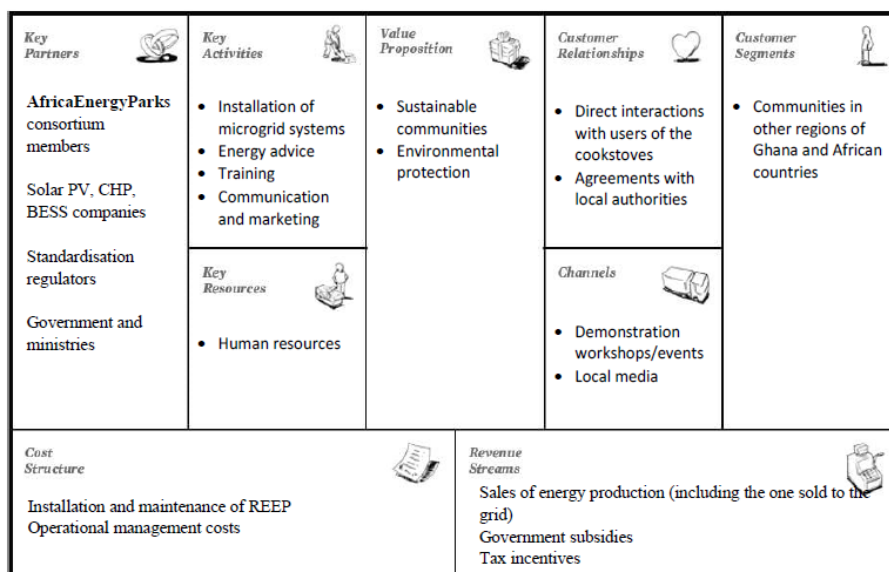 Key
Partners
AfricaEnergyParks
consortium
members
Solar PV, CHP,
BESS companies
Standardisation
regulators
Government and
ministries
Key
Activities
• Installation of
microgrid systems
• Energy advice
• Training
• Communication
and marketing
Key
Resources
• Human resources
Value
Proposition
• Sustainable
communities
• Environmental
protection
Customer
Relationships
• Direct interactions
with users of the
cookstoves
• Agreements with
local authorities
Channels
• Demonstration
workshops/events
• Local media
Customer
Segments
• Communities in
other regions of
Ghana and African
countries
Cost
Structure
Installation and maintenance of REEP
Operational management costs
Revenue
Streams
Sales of energy production (including the one sold to the
grid)
Government subsidies
Tax incentives